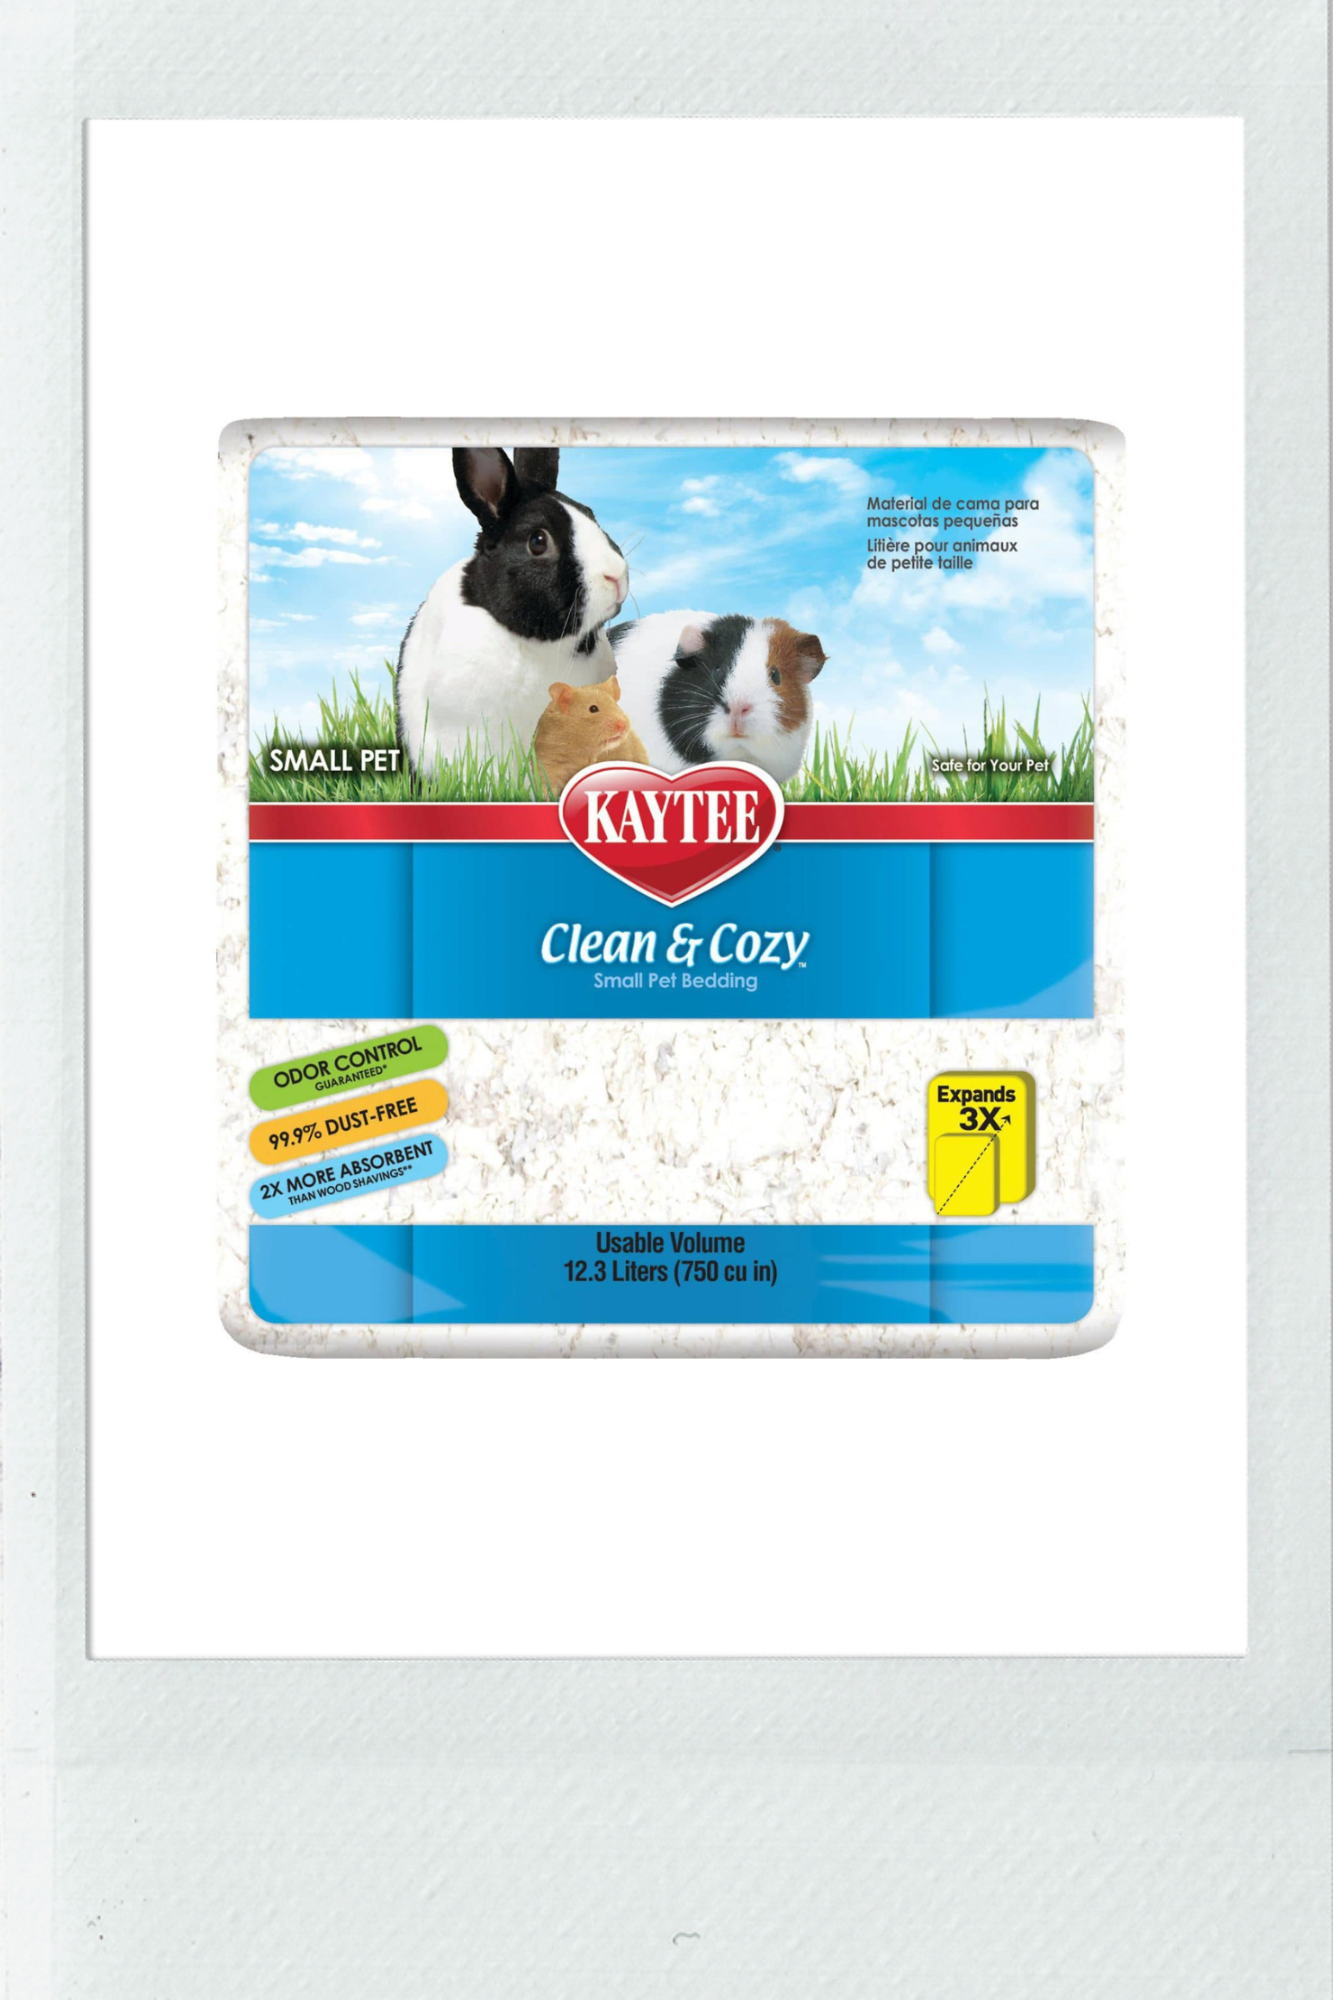 Material de cama para
mascotas pequeñas
Litière pour animaux
de petite taille
SMALL PET
Safe for Your Pet
KAYTEE
Clean & Cozy™
Small Pet Bedding
ODOR CONTROL
GUARANTEED*
99.9% DUST-FREE
2X MORE ABSORBENT
THAN WOOD SHAVINGS**
Expands
3X
Usable Volume
12.3 Liters (750 cu in)